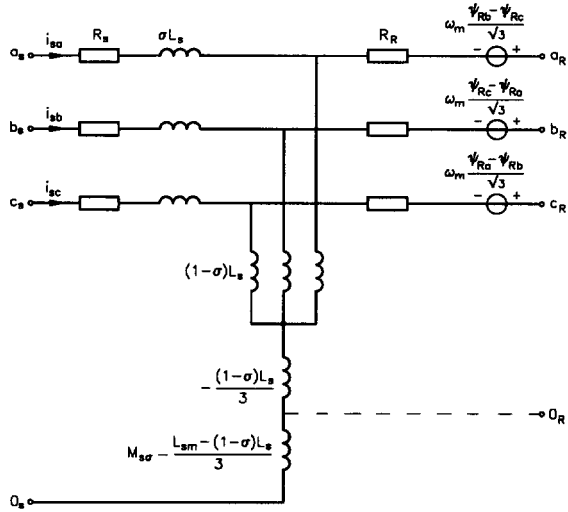 a_s i_sa R_s σL_s R_R ω_m (ψ_Rb − ψ_Rc)/√3 − + a_R
b_s i_sb ω_m (ψ_Rc − ψ_Ra)/√3 − + b_R
c_s i_sc ω_m (ψ_Ra − ψ_Rb)/√3 − + c_R
(1−σ)L_s
− (1−σ)L_s/3
0_R
M_sσ − (L_sm − (1−σ)L_s)/3
0_s